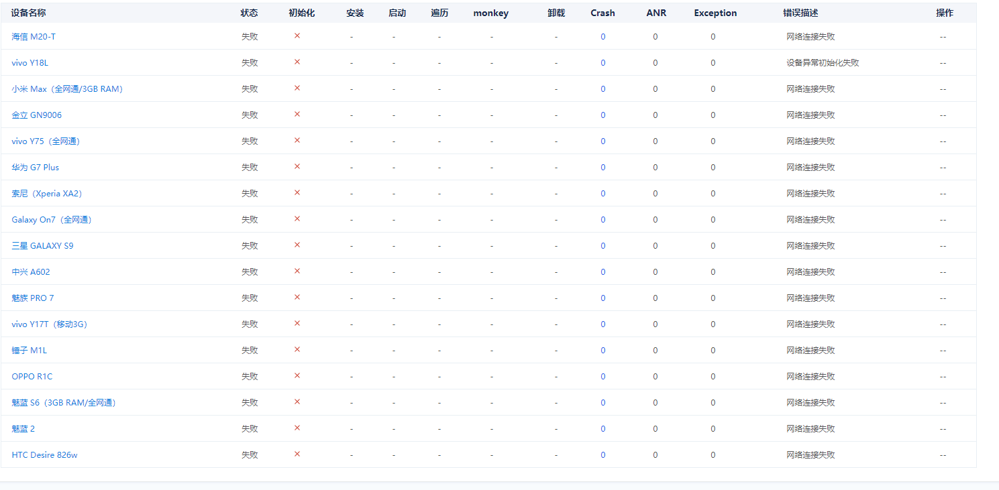 设备名称 状态 初始化 安装 启动 遍历 monkey 卸载 Crash ANR Exception 错误描述 操作
海信 M20-T 失败 × - - - - - 0 0 0 网络连接失败 --
vivo Y18L 失败 × - - - - - 0 0 0 设备异常初始化失败 --
小米 Max（全网通/3GB RAM） 失败 × - - - - - 0 0 0 网络连接失败 --
金立 GN9006 失败 × - - - - - 0 0 0 网络连接失败 --
vivo Y75（全网通） 失败 × - - - - - 0 0 0 网络连接失败 --
华为 G7 Plus 失败 × - - - - - 0 0 0 网络连接失败 --
索尼（Xperia XA2） 失败 × - - - - - 0 0 0 网络连接失败 --
Galaxy On7（全网通） 失败 × - - - - - 0 0 0 网络连接失败 --
三星 GALAXY S9 失败 × - - - - - 0 0 0 网络连接失败 --
中兴 A602 失败 × - - - - - 0 0 0 网络连接失败 --
魅族 PRO 7 失败 × - - - - - 0 0 0 网络连接失败 --
vivo Y17T（移动3G） 失败 × - - - - - 0 0 0 网络连接失败 --
锤子 M1L 失败 × - - - - - 0 0 0 网络连接失败 --
OPPO R1C 失败 × - - - - - 0 0 0 网络连接失败 --
魅蓝 S6（3GB RAM/全网通） 失败 × - - - - - 0 0 0 网络连接失败 --
魅蓝 2 失败 × - - - - - 0 0 0 网络连接失败 --
HTC Desire 826w 失败 × - - - - - 0 0 0 网络连接失败 --